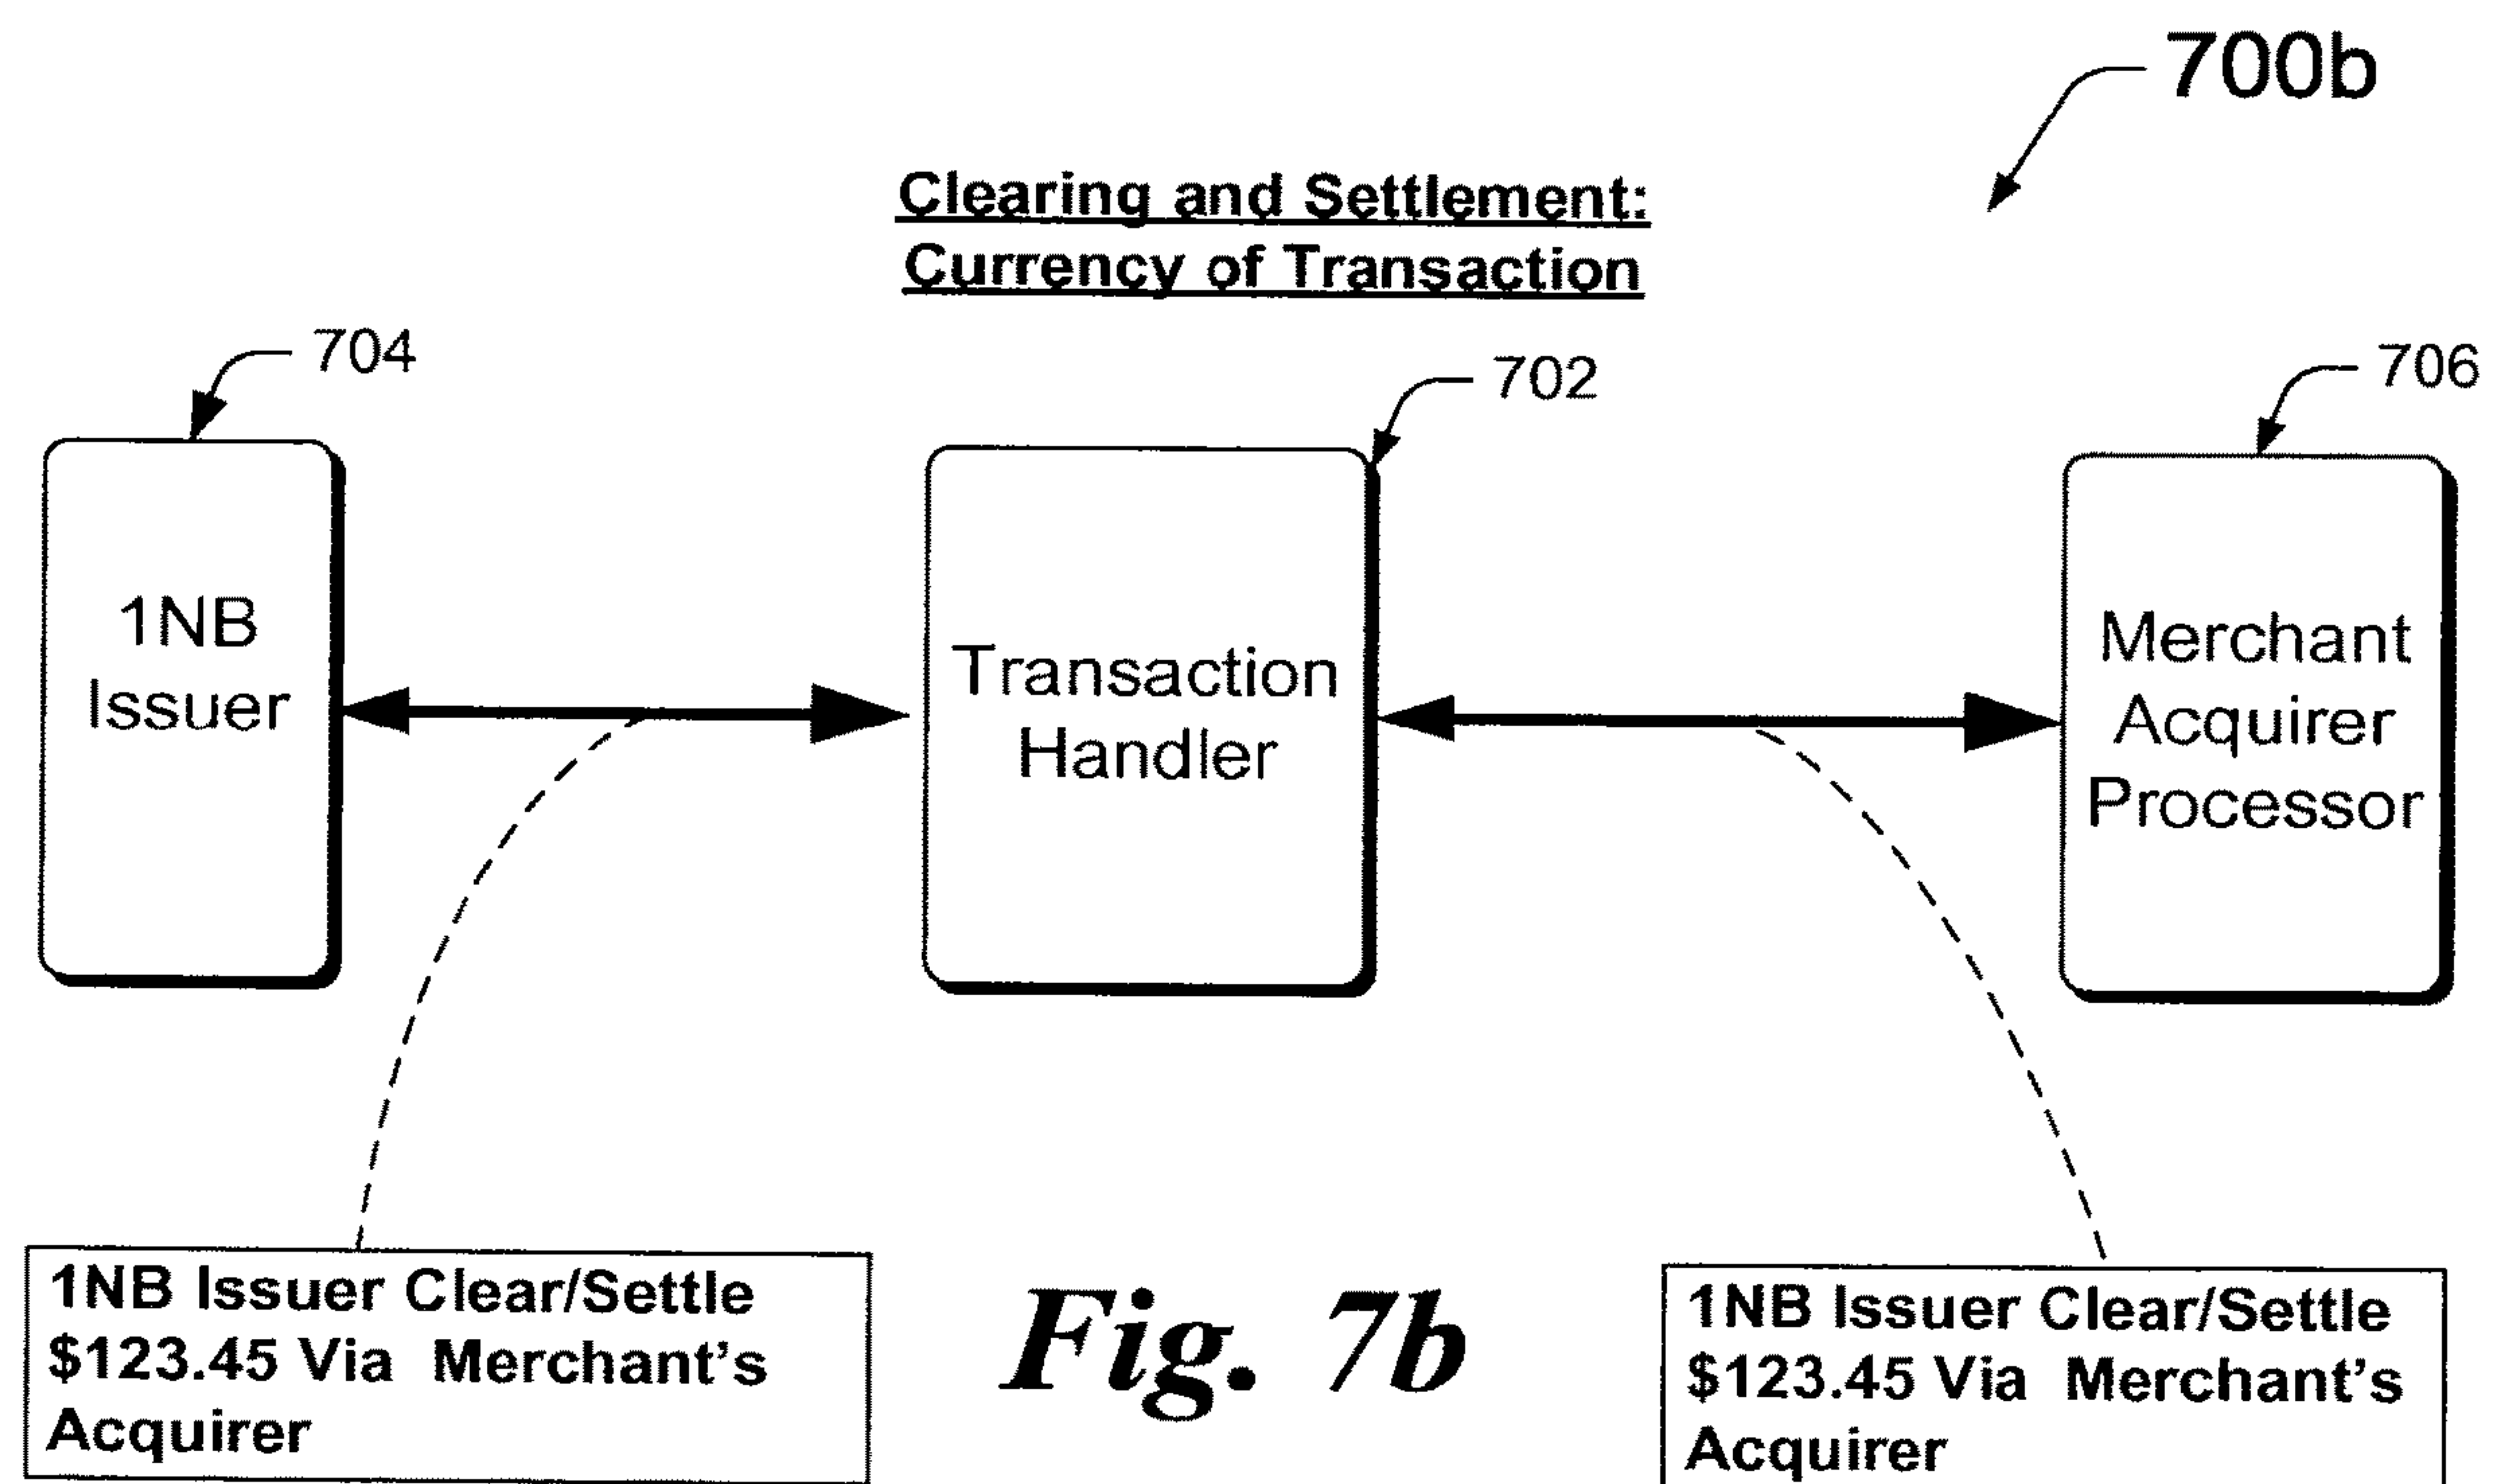 700b
Clearing and Settlement:
Currency of Transaction
704
702
706
1NB
Issuer
Transaction
Handler
Merchant
Acquirer
Processor
1NB Issuer Clear/Settle
$123.45 Via Merchant's
Acquirer
Fig. 7b
1NB Issuer Clear/Settle
$123.45 Via Merchant's
Acquirer